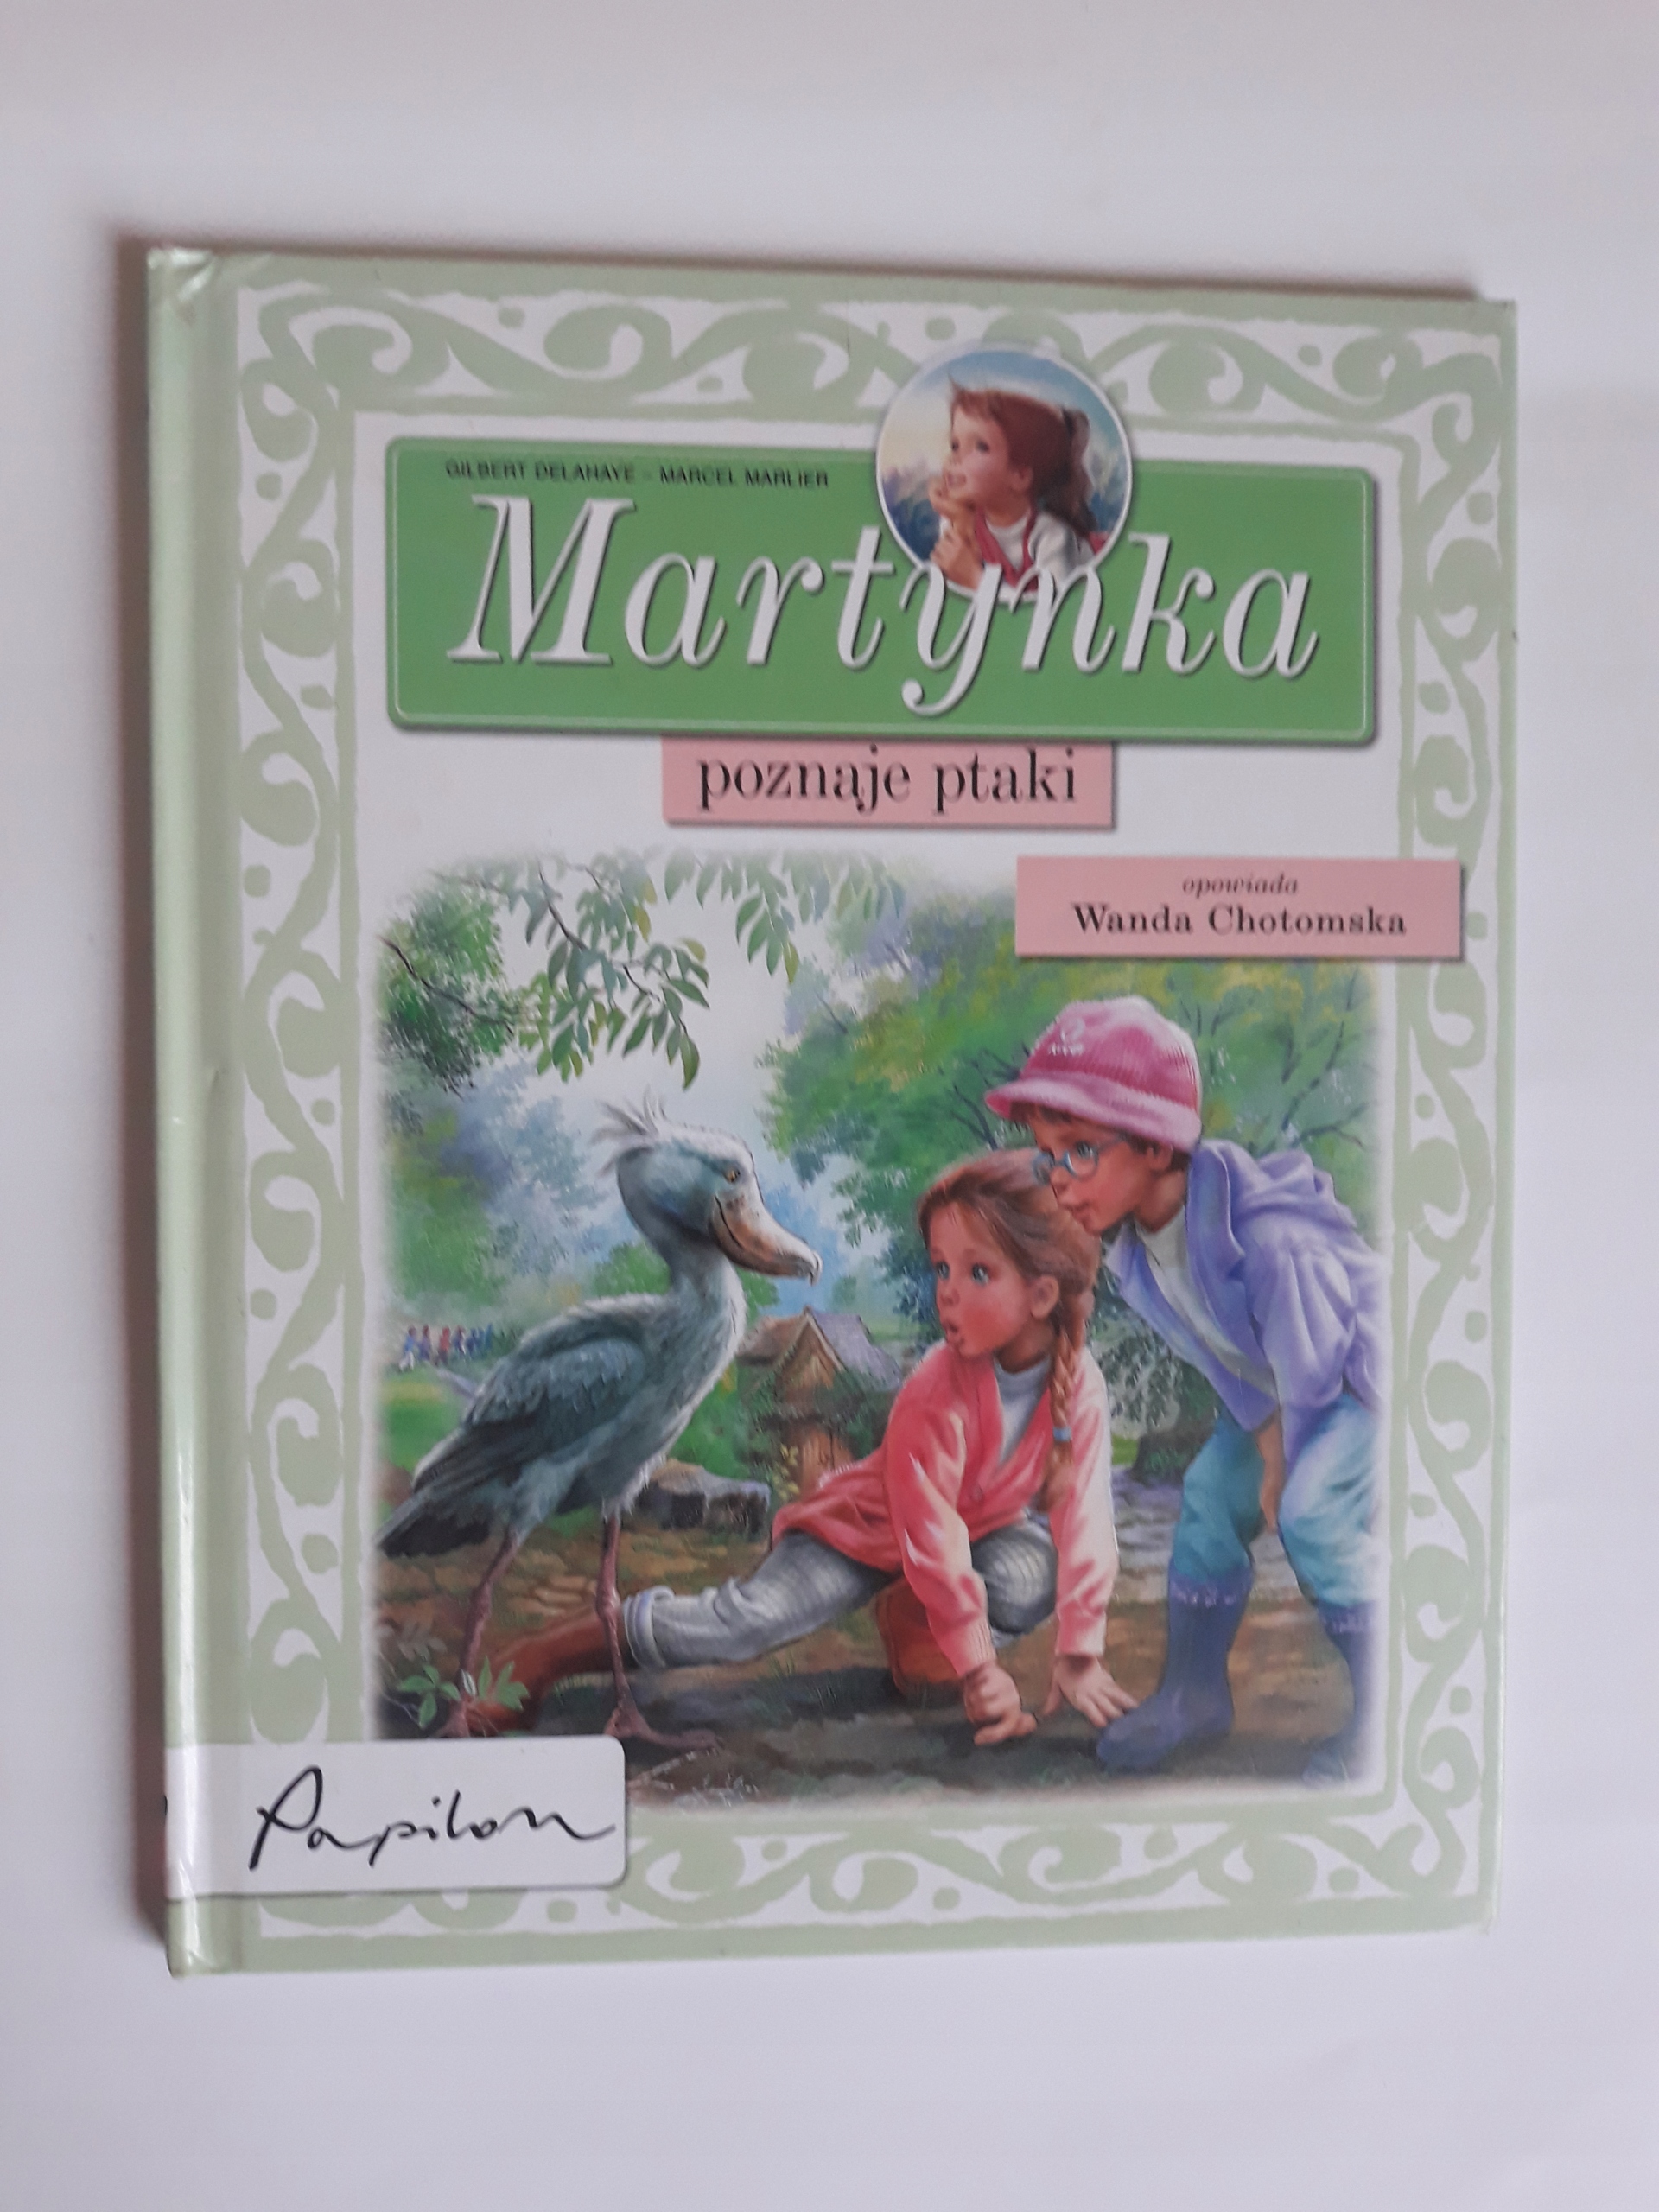 GILBERT DELAHAYE - MARCEL MARLIER
Martynka
poznaje ptaki
opowiada
Wanda Chotomska
Papilon